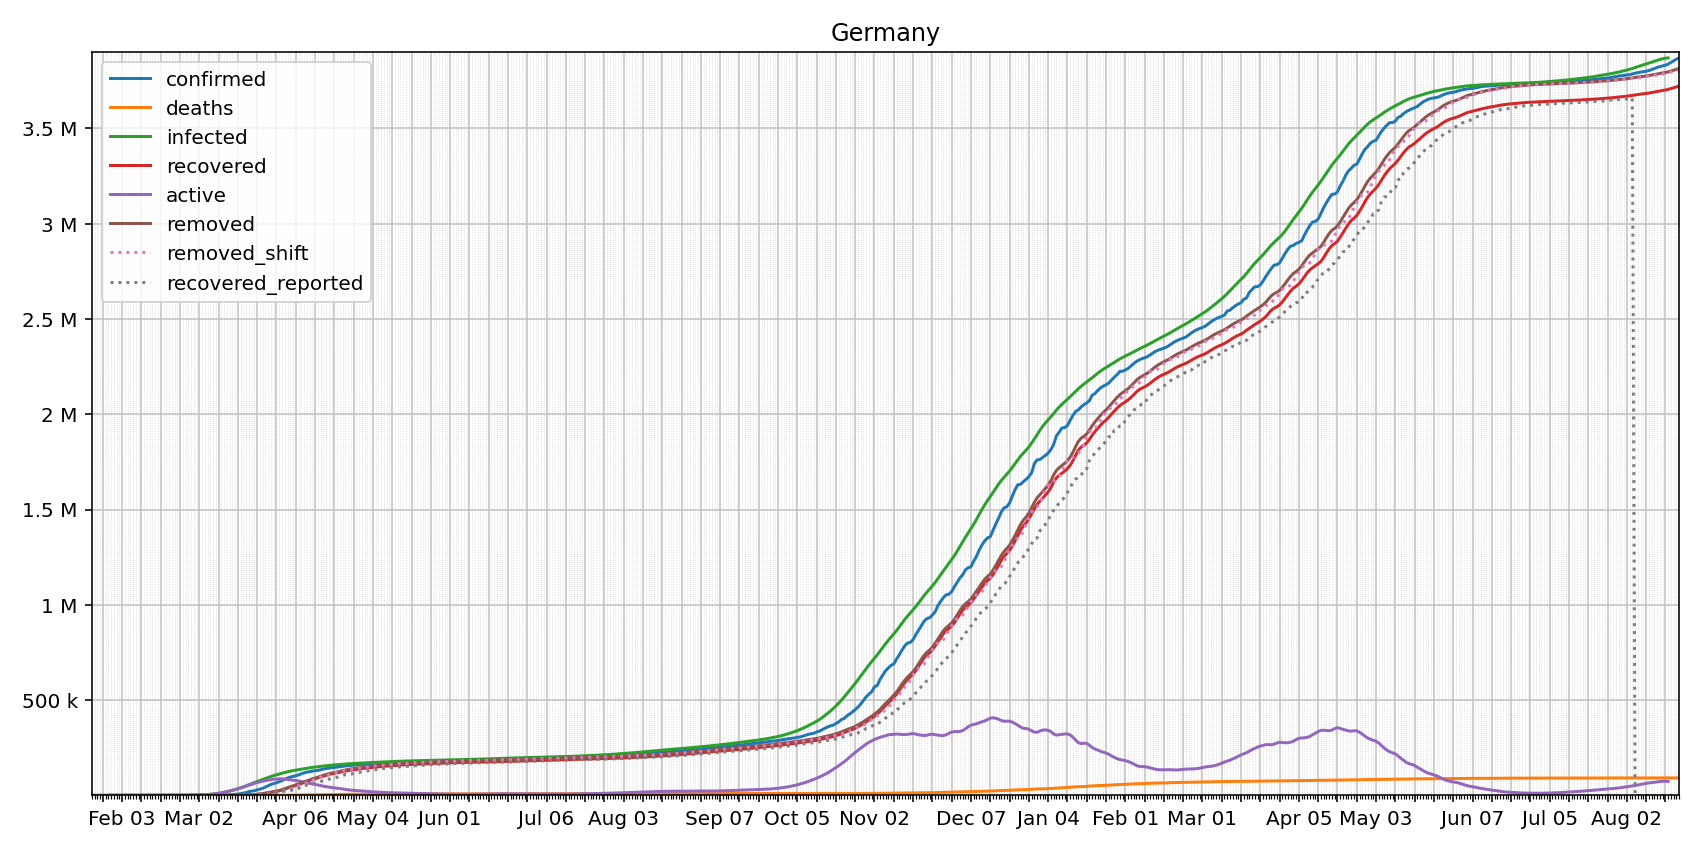 Germany
confirmed
deaths
infected
recovered
active
removed
removed_shift
recovered_reported
3.5 M
3 M
2.5 M
2 M
1.5 M
1 M
500 k
Feb 03 Mar 02 Apr 06 May 04 Jun 01 Jul 06 Aug 03 Sep 07 Oct 05 Nov 02 Dec 07 Jan 04 Feb 01 Mar 01 Apr 05 May 03 Jun 07 Jul 05 Aug 02